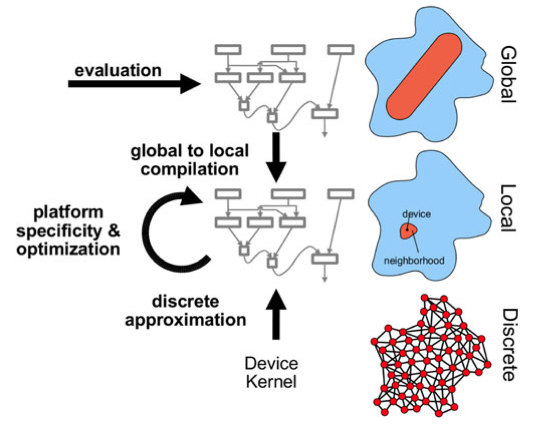 evaluation
Global
global to local
compilation
platform
specificity &
optimization
device
neighborhood
Local
discrete
approximation
Device
Kernel
Discrete